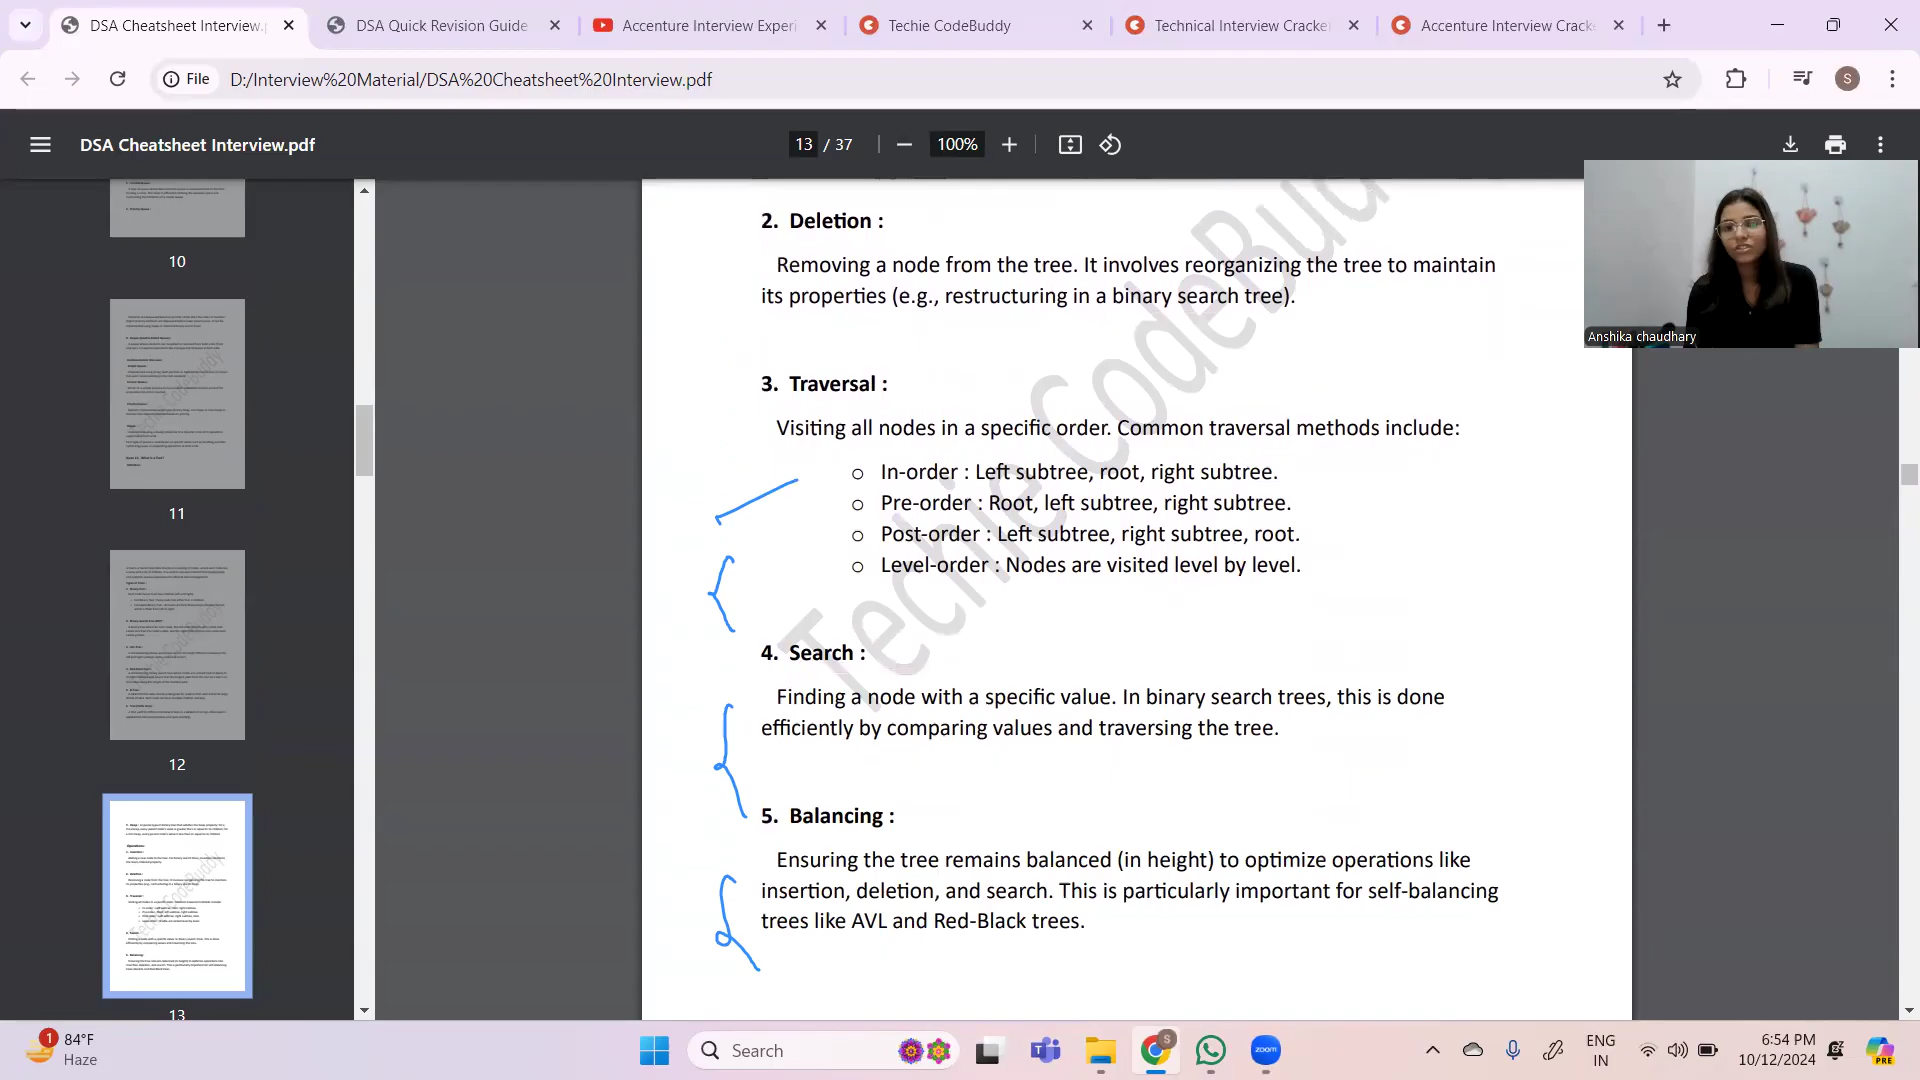 DSA Cheatsheet Interview.p
DSA Quick Revision Guide
Accenture Interview Experi
Techie CodeBuddy
Technical Interview Cracke
Accenture Interview Crack
File
D:/Interview%20Material/DSA%20Cheatsheet%20Interview.pdf
S
DSA Cheatsheet Interview.pdf
13 / 37
100%
10
11
12
13
2. Deletion :
Removing a node from the tree. It involves reorganizing the tree to maintain
its properties (e.g., restructuring in a binary search tree).
3. Traversal :
Visiting all nodes in a specific order. Common traversal methods include:
o In-order : Left subtree, root, right subtree.
o Pre-order : Root, left subtree, right subtree.
o Post-order : Left subtree, right subtree, root.
o Level-order : Nodes are visited level by level.
4. Search :
Finding a node with a specific value. In binary search trees, this is done
efficiently by comparing values and traversing the tree.
5. Balancing :
Ensuring the tree remains balanced (in height) to optimize operations like
insertion, deletion, and search. This is particularly important for self-balancing
trees like AVL and Red-Black trees.
Techie CodeBud
Anshika chaudhary
1
84°F
Haze
Search
S
zoom
ENG
IN
6:54 PM
10/12/2024
PRE